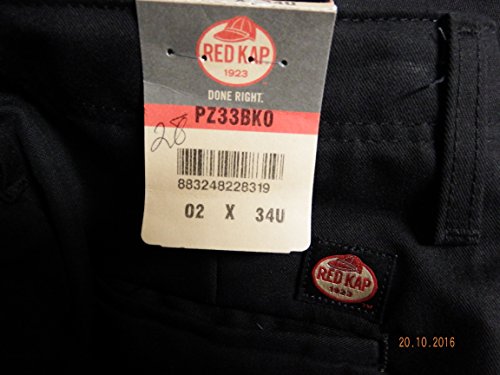 RED KAP
1923
DONE RIGHT.
PZ33BK0
28
883248228319
02 X 34U
RED KAP
1923
20.10.2016